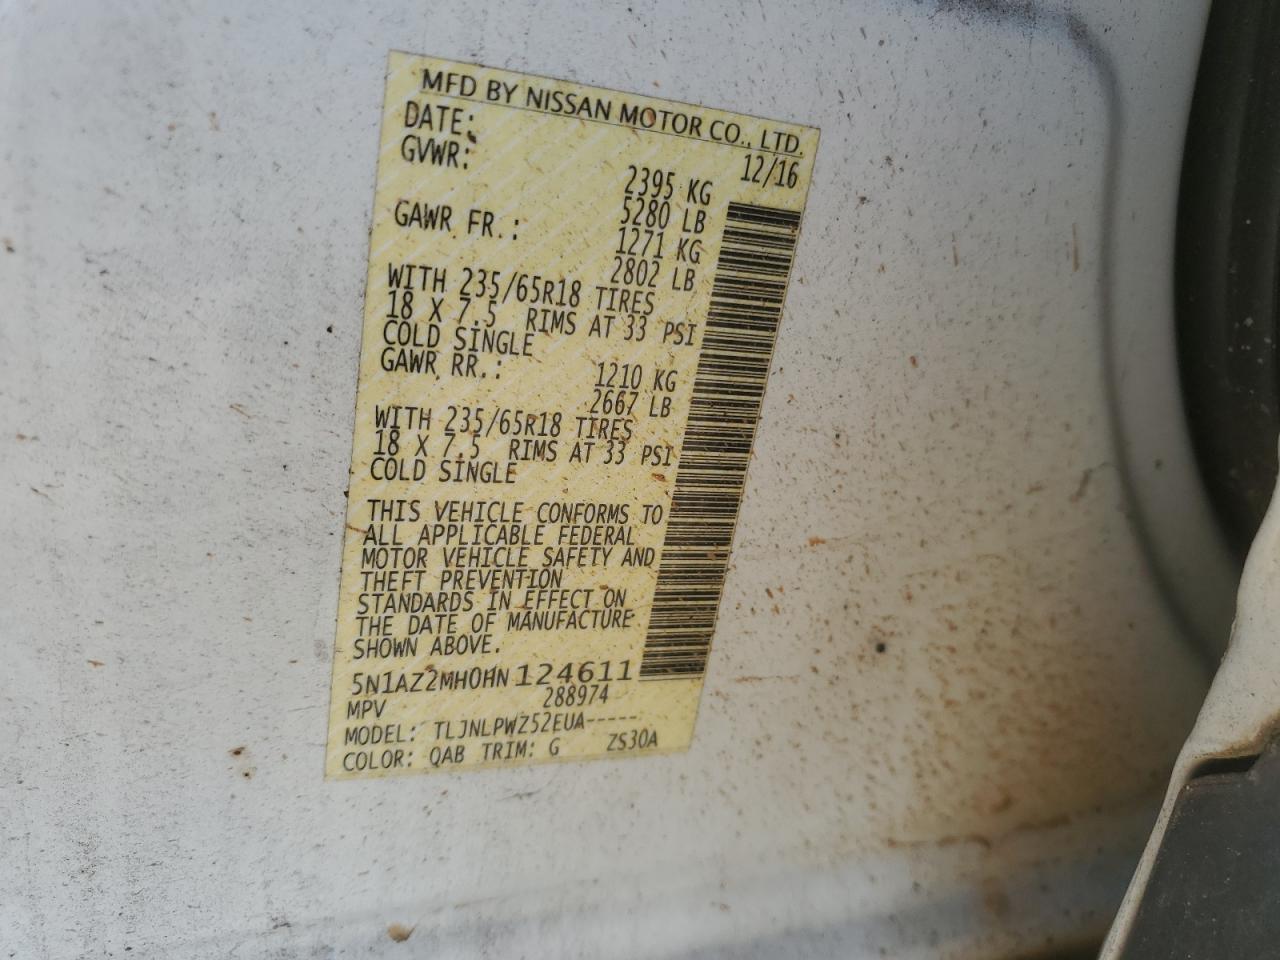 MFD BY NISSAN MOTOR CO., LTD.
DATE: 12/16
GVWR: 2395 KG
5280 LB
GAWR FR.: 1271 KG
2802 LB
WITH 235/65R18 TIRES
18 X 7.5 RIMS AT 33 PSI
COLD SINGLE
GAWR RR.: 1210 KG
2667 LB
WITH 235/65R18 TIRES
18 X 7.5 RIMS AT 33 PSI
COLD SINGLE
THIS VEHICLE CONFORMS TO
ALL APPLICABLE FEDERAL
MOTOR VEHICLE SAFETY AND
THEFT PREVENTION
STANDARDS IN EFFECT ON
THE DATE OF MANUFACTURE
SHOWN ABOVE.
5N1AZ2MH0HN124611
MPV 288974
MODEL: TLJNLPWZ52EUA-----
COLOR: QAB TRIM: G ZS30A